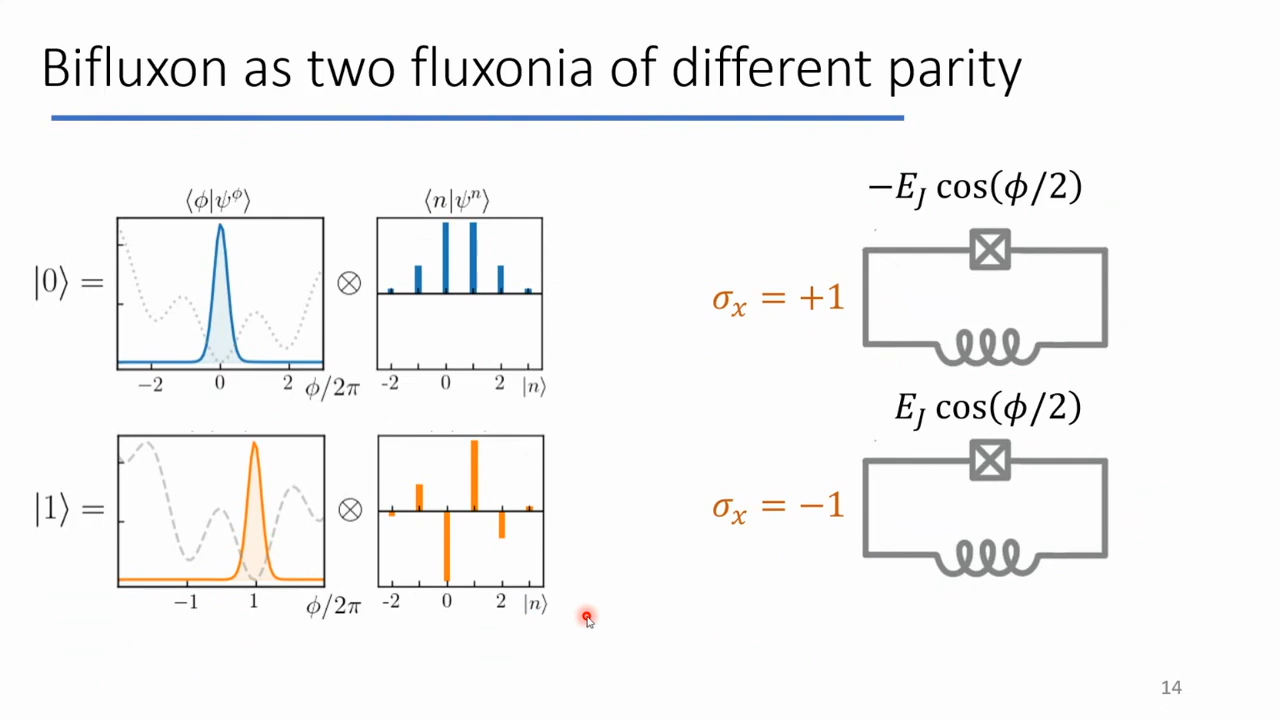 Bifluxon as two fluxonia of different parity
⟨ϕ|ψ^ϕ⟩
⟨n|ψ^n⟩
|0⟩ =
⊗
−2 0 2 ϕ/2π
-2 0 2 |n⟩
|1⟩ =
⊗
−1 1 ϕ/2π
-2 0 2 |n⟩
−E_J cos(ϕ/2)
σ_x = +1
E_J cos(ϕ/2)
σ_x = −1
14